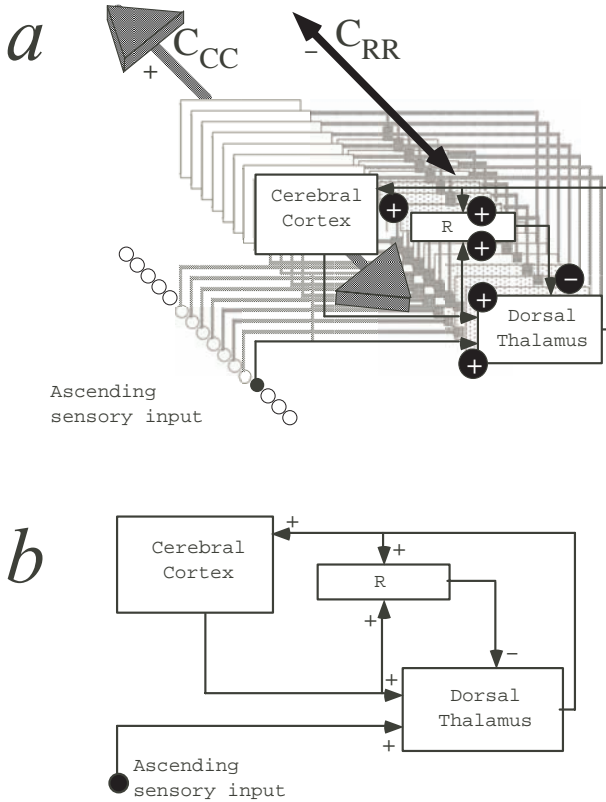 a
C_CC
+
−
C_RR
Cerebral
Cortex
+
+
R
+
−
+
Dorsal
Thalamus
+
Ascending
sensory input
b
+
Cerebral
Cortex
+
R
+
−
+
Dorsal
Thalamus
+
Ascending
sensory input